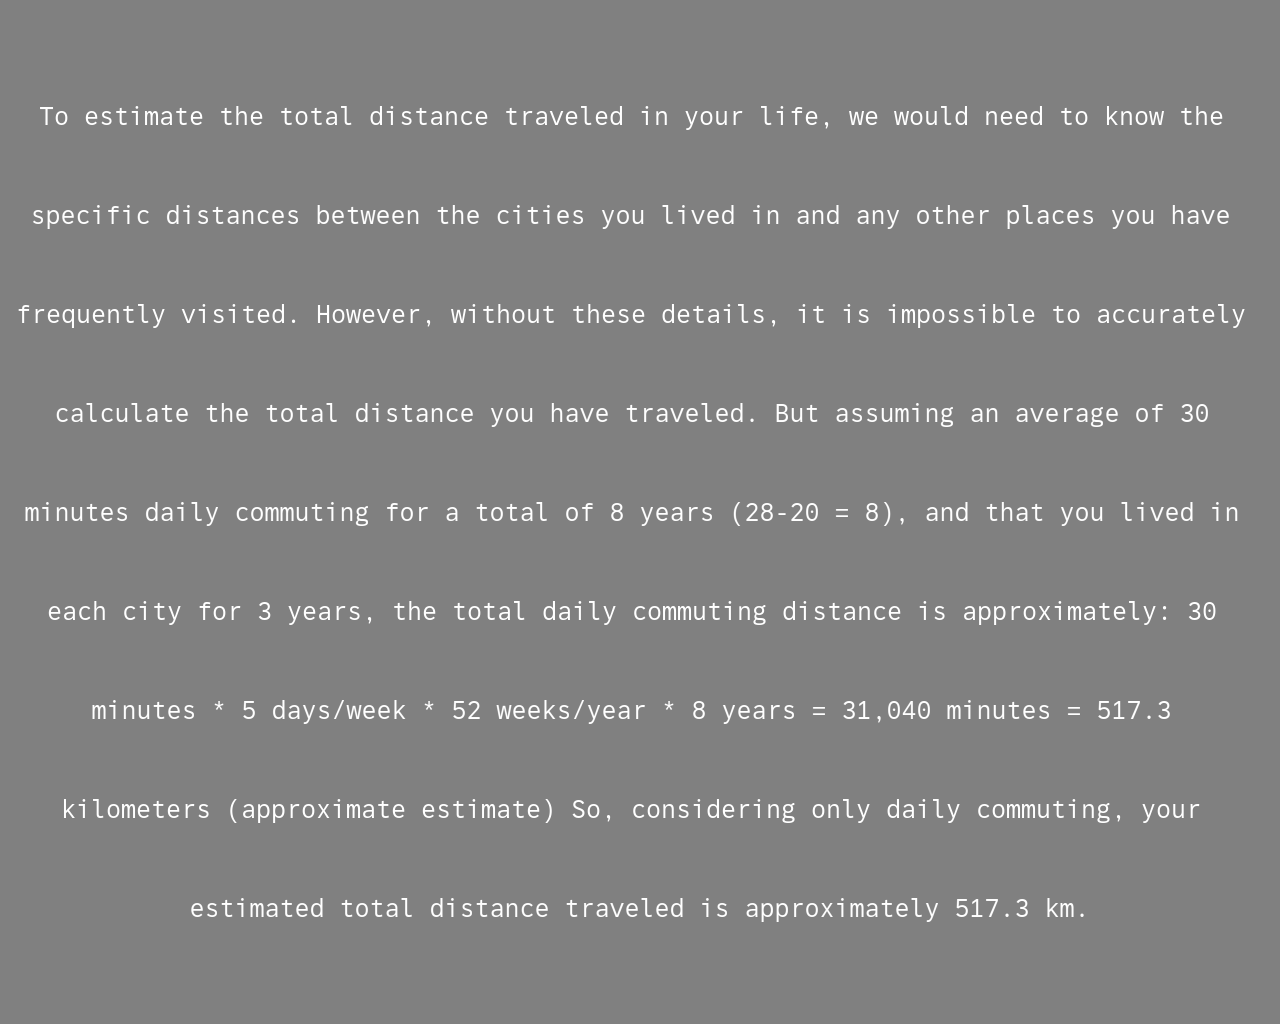 To estimate the total distance traveled in your life, we would need to know the
specific distances between the cities you lived in and any other places you have
frequently visited. However, without these details, it is impossible to accurately
calculate the total distance you have traveled. But assuming an average of 30
minutes daily commuting for a total of 8 years (28-20 = 8), and that you lived in
each city for 3 years, the total daily commuting distance is approximately: 30
minutes * 5 days/week * 52 weeks/year * 8 years = 31,040 minutes = 517.3
kilometers (approximate estimate) So, considering only daily commuting, your
estimated total distance traveled is approximately 517.3 km.